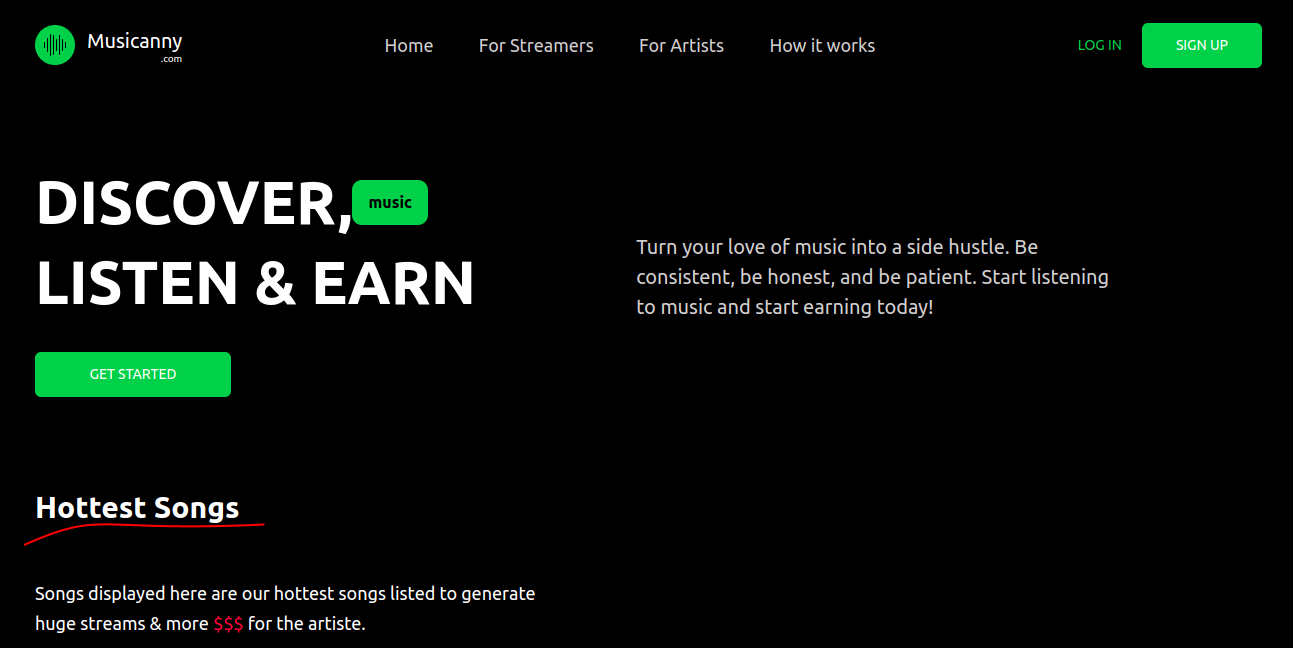 Musicanny
.com
Home
For Streamers
For Artists
How it works
LOG IN
SIGN UP
DISCOVER,
music
LISTEN & EARN
Turn your love of music into a side hustle. Be
consistent, be honest, and be patient. Start listening
to music and start earning today!
GET STARTED
Hottest Songs
Songs displayed here are our hottest songs listed to generate
huge streams & more $$$ for the artiste.